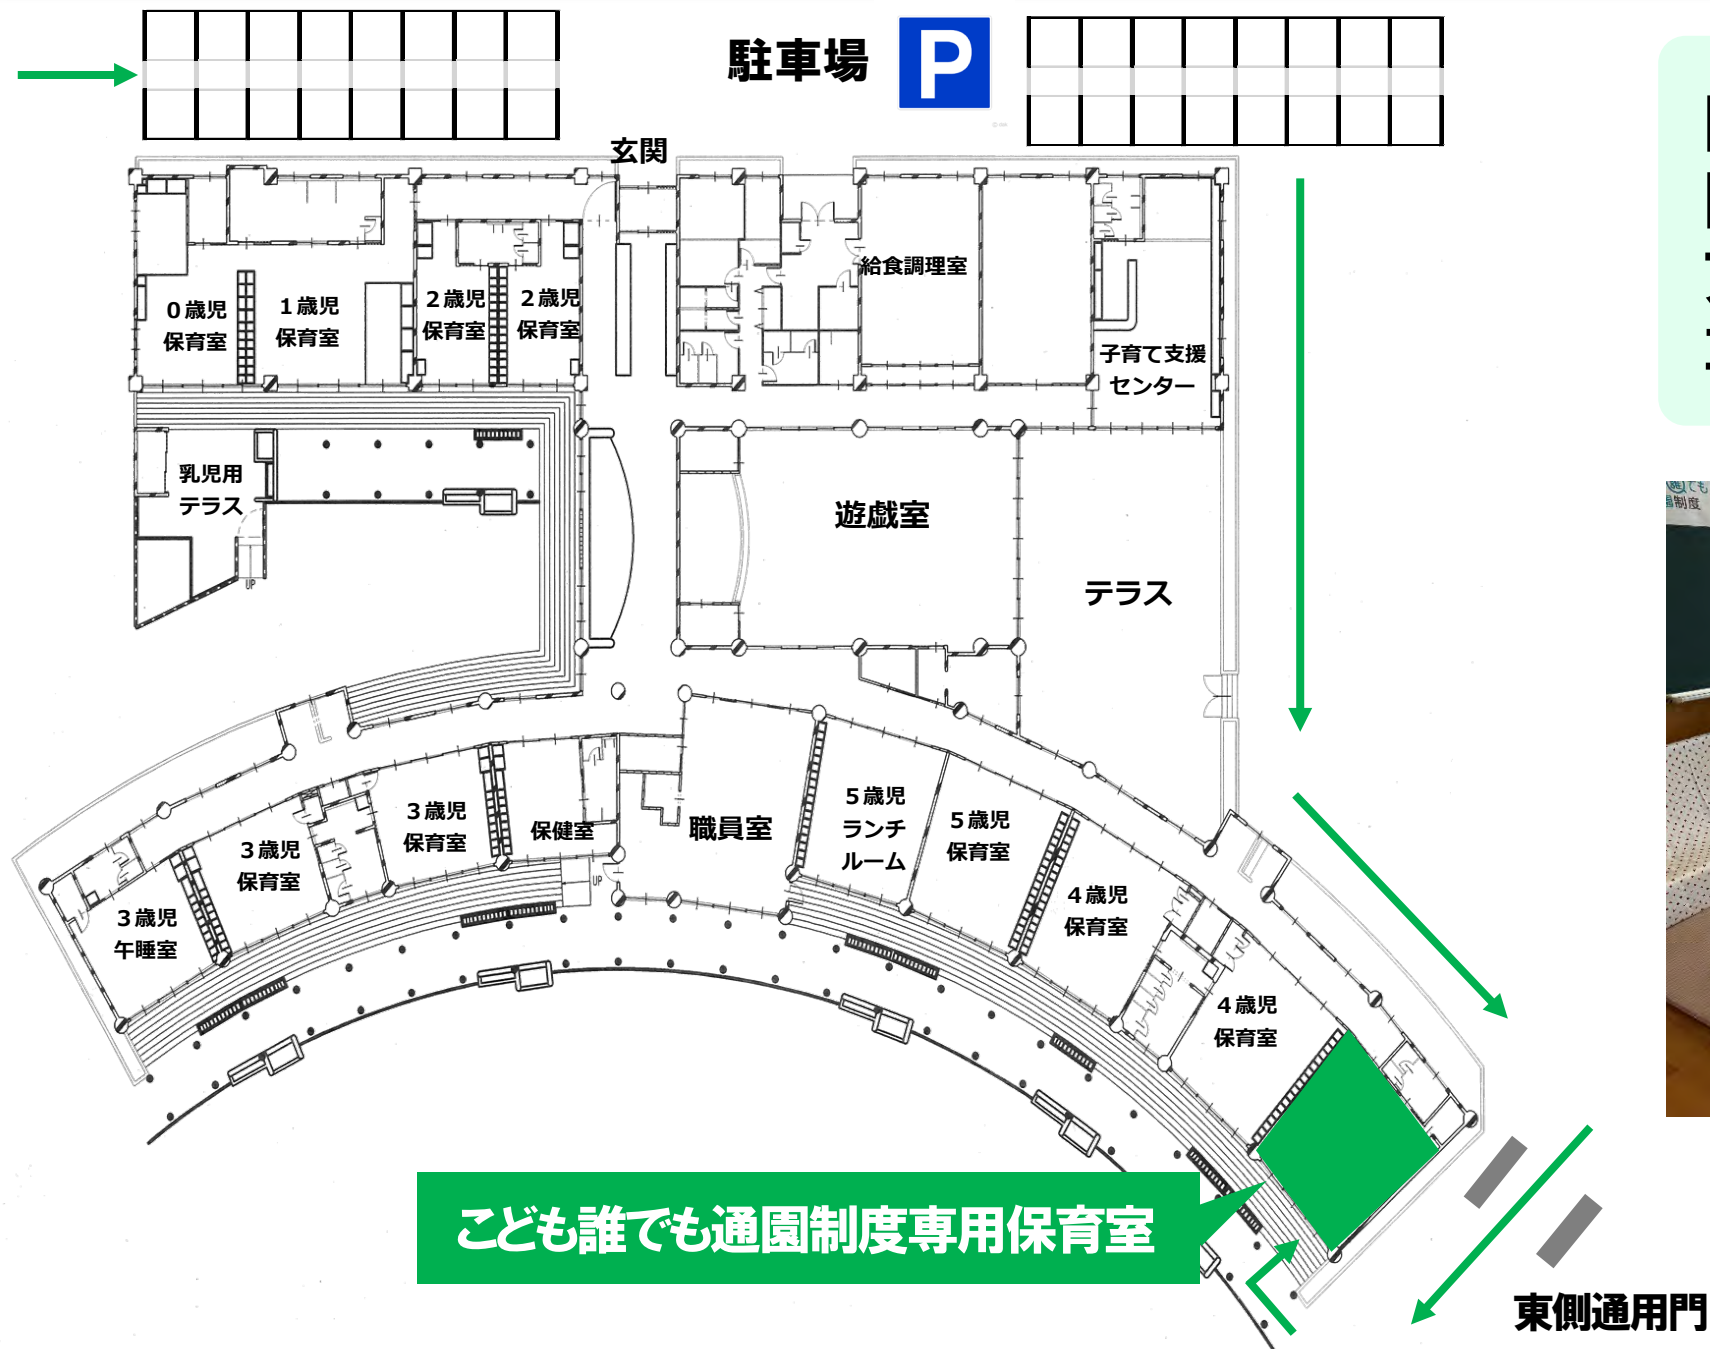 駐車場
P
玄関
給食調理室
０歳児
保育室
１歳児
保育室
２歳児
保育室
２歳児
保育室
子育て支援
センター
乳児用
テラス
UP
遊戯室
テラス
３歳児
午睡室
３歳児
保育室
３歳児
保育室
保健室
UP
職員室
５歳児
ランチ
ルーム
５歳児
保育室
４歳児
保育室
４歳児
保育室
こども誰でも通園制度専用保育室
東側通用門
制度